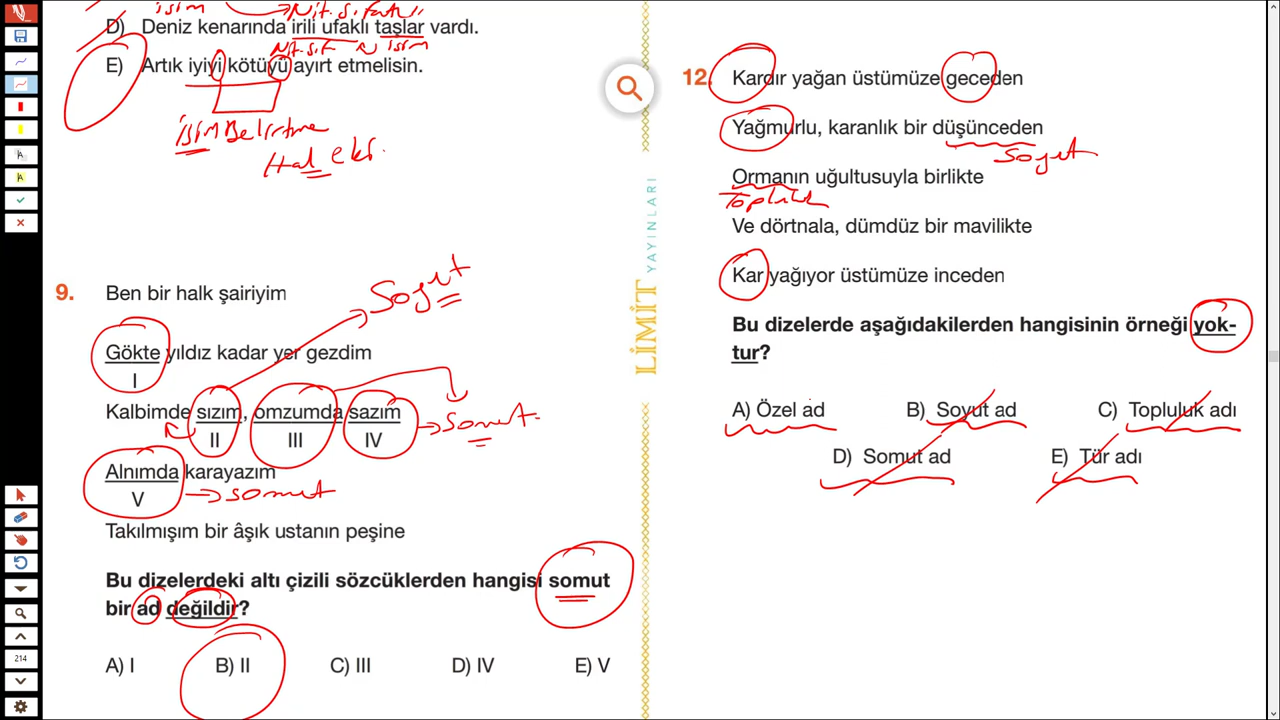 isim → Nit. sıfatı
D) Deniz kenarında irili ufaklı taşlar vardı.
Nit. sıf isim
E) Artık iyiyi kötüyü ayırt etmelisin.
isim Belirtme
Hal eki.
9. Ben bir halk şairiyim
Soyut
Gökte yıldız kadar yer gezdim
I
Kalbimde sızım, omzumda sazım
II III IV → Somut
Alnımda karayazım
V → somut
Takılmışım bir âşık ustanın peşine
Bu dizelerdeki altı çizili sözcüklerden hangisi somut
bir ad değildir?
A) I B) II C) III D) IV E) V
LİMİT YAYINLARI
12. Kardır yağan üstümüze geceden
Yağmurlu, karanlık bir düşünceden
Soyut
Ormanın uğultusuyla birlikte
Topluluk
Ve dörtnala, dümdüz bir mavilikte
Kar yağıyor üstümüze inceden
Bu dizelerde aşağıdakilerden hangisinin örneği yok-
tur?
A) Özel ad B) Soyut ad C) Topluluk adı
D) Somut ad E) Tür adı
214